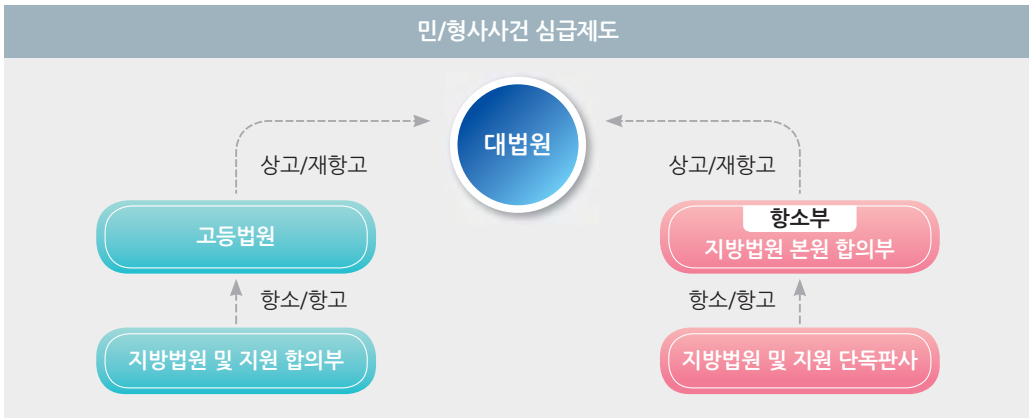 민/형사사건 심급제도
대법원
상고/재항고
상고/재항고
고등법원
항소부
지방법원 본원 합의부
항소/항고
항소/항고
지방법원 및 지원 합의부
지방법원 및 지원 단독판사